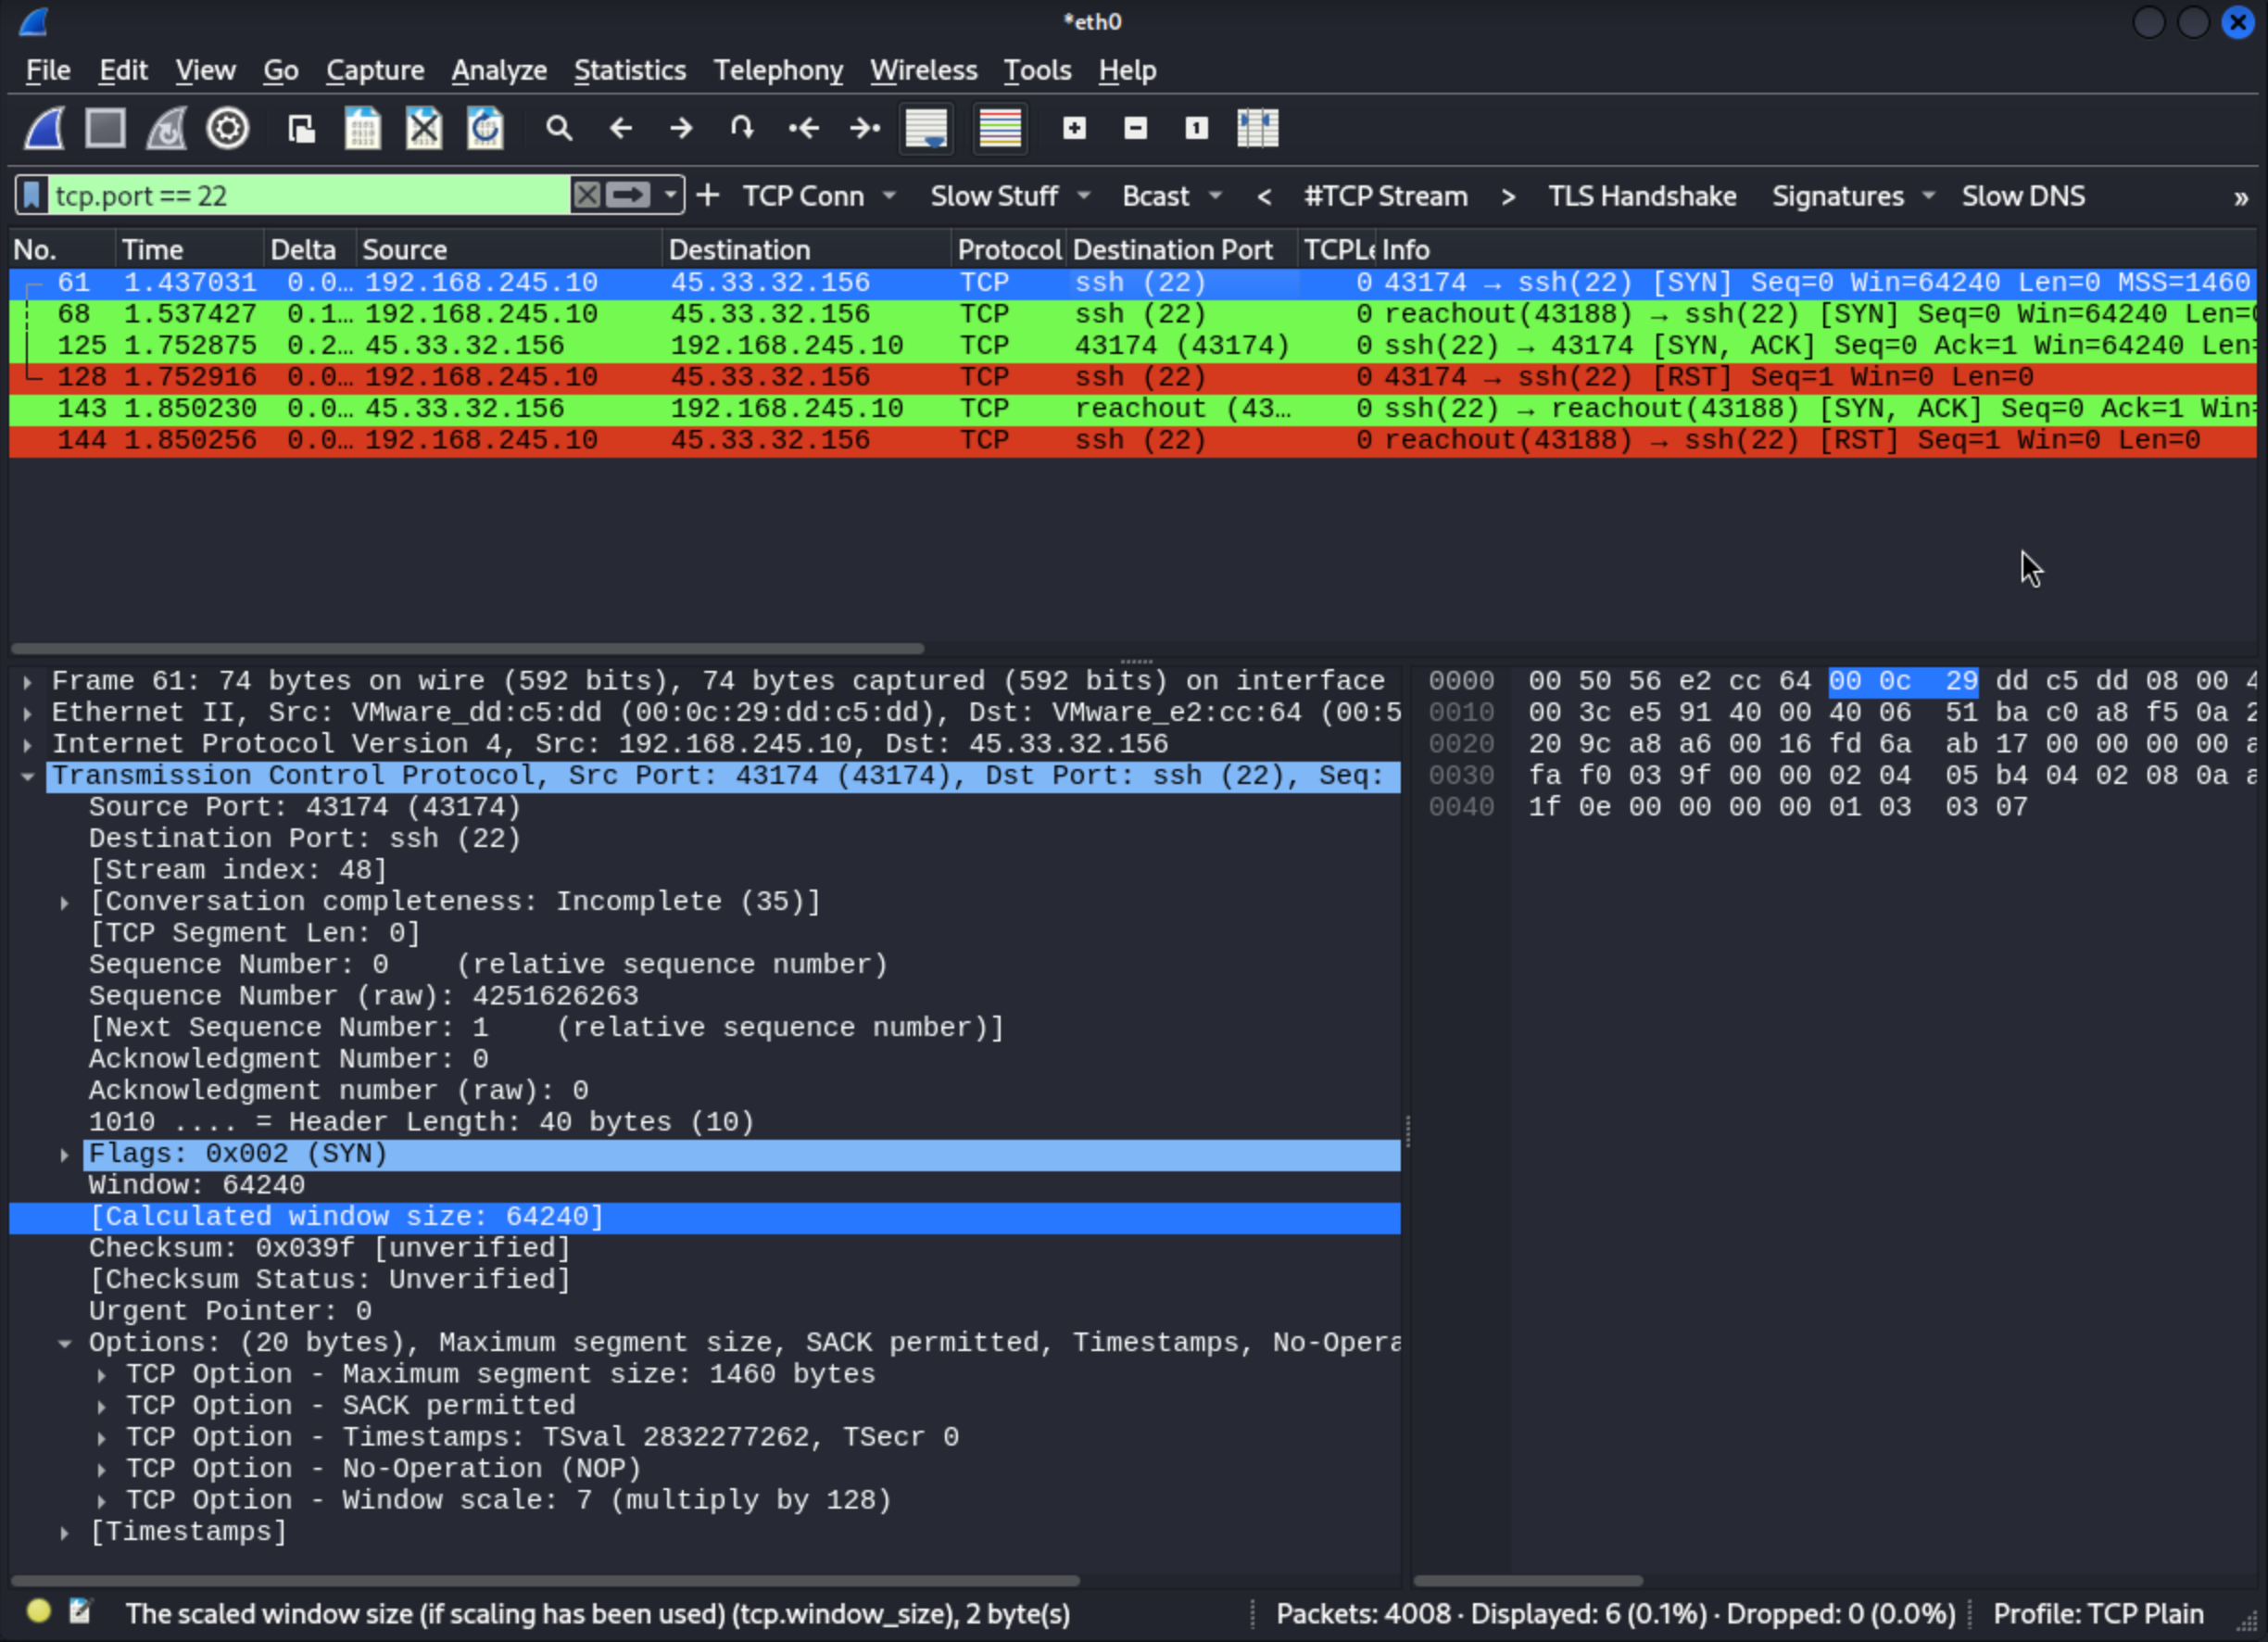 *eth0
File Edit View Go Capture Analyze Statistics Telephony Wireless Tools Help
tcp.port == 22 + TCP Conn Slow Stuff Bcast < #TCP Stream > TLS Handshake Signatures Slow DNS »
No. Time Delta Source Destination Protocol Destination Port TCPLe Info
61 1.437031 0.0… 192.168.245.10 45.33.32.156 TCP ssh (22) 0 43174 → ssh(22) [SYN] Seq=0 Win=64240 Len=0 MSS=1460
68 1.537427 0.1… 192.168.245.10 45.33.32.156 TCP ssh (22) 0 reachout(43188) → ssh(22) [SYN] Seq=0 Win=64240 Len=0
125 1.752875 0.2… 45.33.32.156 192.168.245.10 TCP 43174 (43174) 0 ssh(22) → 43174 [SYN, ACK] Seq=0 Ack=1 Win=64240 Len=
128 1.752916 0.0… 192.168.245.10 45.33.32.156 TCP ssh (22) 0 43174 → ssh(22) [RST] Seq=1 Win=0 Len=0
143 1.850230 0.0… 45.33.32.156 192.168.245.10 TCP reachout (43… 0 ssh(22) → reachout(43188) [SYN, ACK] Seq=0 Ack=1 Win=
144 1.850256 0.0… 192.168.245.10 45.33.32.156 TCP ssh (22) 0 reachout(43188) → ssh(22) [RST] Seq=1 Win=0 Len=0
Frame 61: 74 bytes on wire (592 bits), 74 bytes captured (592 bits) on interface
Ethernet II, Src: VMware_dd:c5:dd (00:0c:29:dd:c5:dd), Dst: VMware_e2:cc:64 (00:5
Internet Protocol Version 4, Src: 192.168.245.10, Dst: 45.33.32.156
Transmission Control Protocol, Src Port: 43174 (43174), Dst Port: ssh (22), Seq:
Source Port: 43174 (43174)
Destination Port: ssh (22)
[Stream index: 48]
[Conversation completeness: Incomplete (35)]
[TCP Segment Len: 0]
Sequence Number: 0 (relative sequence number)
Sequence Number (raw): 4251626263
[Next Sequence Number: 1 (relative sequence number)]
Acknowledgment Number: 0
Acknowledgment number (raw): 0
1010 .... = Header Length: 40 bytes (10)
Flags: 0x002 (SYN)
Window: 64240
[Calculated window size: 64240]
Checksum: 0x039f [unverified]
[Checksum Status: Unverified]
Urgent Pointer: 0
Options: (20 bytes), Maximum segment size, SACK permitted, Timestamps, No-Opera
TCP Option - Maximum segment size: 1460 bytes
TCP Option - SACK permitted
TCP Option - Timestamps: TSval 2832277262, TSecr 0
TCP Option - No-Operation (NOP)
TCP Option - Window scale: 7 (multiply by 128)
[Timestamps]
0000 00 50 56 e2 cc 64 00 0c 29 dd c5 dd 08 00 4
0010 00 3c e5 91 40 00 40 06 51 ba c0 a8 f5 0a 2
0020 20 9c a8 a6 00 16 fd 6a ab 17 00 00 00 00 a
0030 fa f0 03 9f 00 00 02 04 05 b4 04 02 08 0a a
0040 1f 0e 00 00 00 00 01 03 03 07
The scaled window size (if scaling has been used) (tcp.window_size), 2 byte(s) Packets: 4008 · Displayed: 6 (0.1%) · Dropped: 0 (0.0%) Profile: TCP Plain